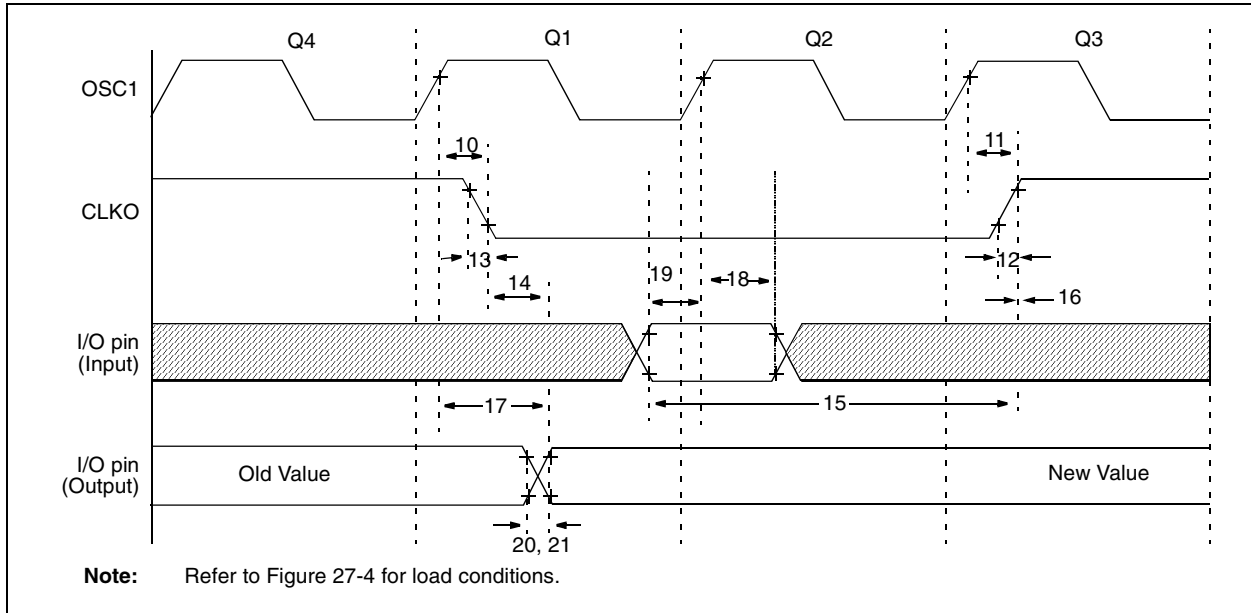 Q4 Q1 Q2 Q3
OSC1
10 11
CLKO
13 12
19 18
14 16
I/O pin
(Input)
17 15
I/O pin
(Output)
Old Value New Value
20, 21
Note: Refer to Figure 27-4 for load conditions.